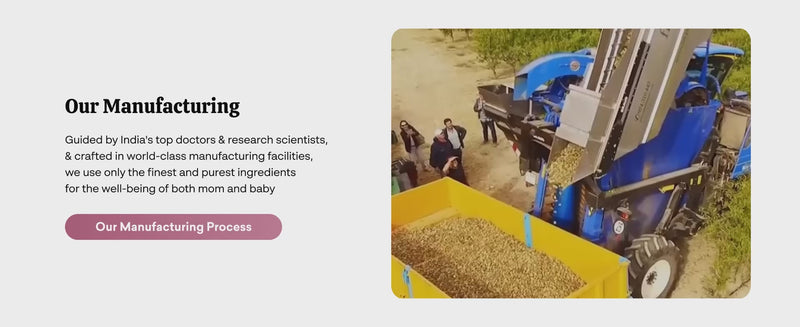 Our Manufacturing
Guided by India's top doctors & research scientists,
& crafted in world-class manufacturing facilities,
we use only the finest and purest ingredients
for the well-being of both mom and baby
Our Manufacturing Process